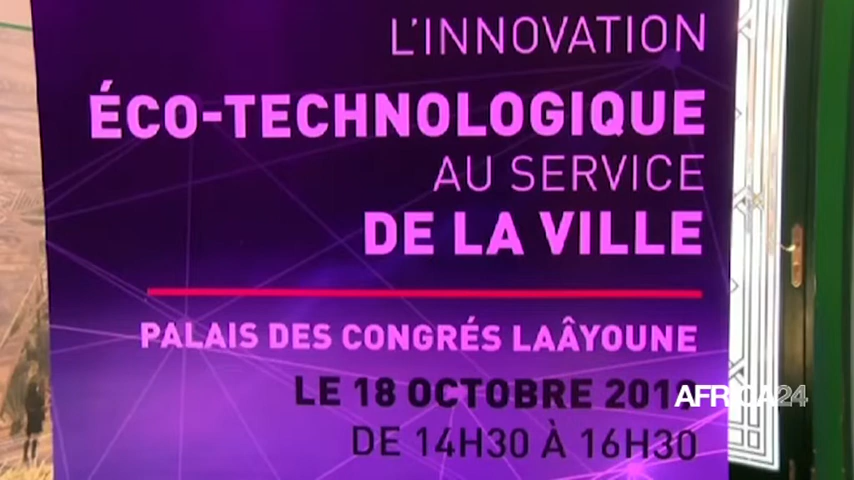 L'INNOVATION
ÉCO-TECHNOLOGIQUE
AU SERVICE
DE LA VILLE
PALAIS DES CONGRÉS LAÂYOUNE
LE 18 OCTOBRE
DE 14H30 À 16H30
AFRICA24